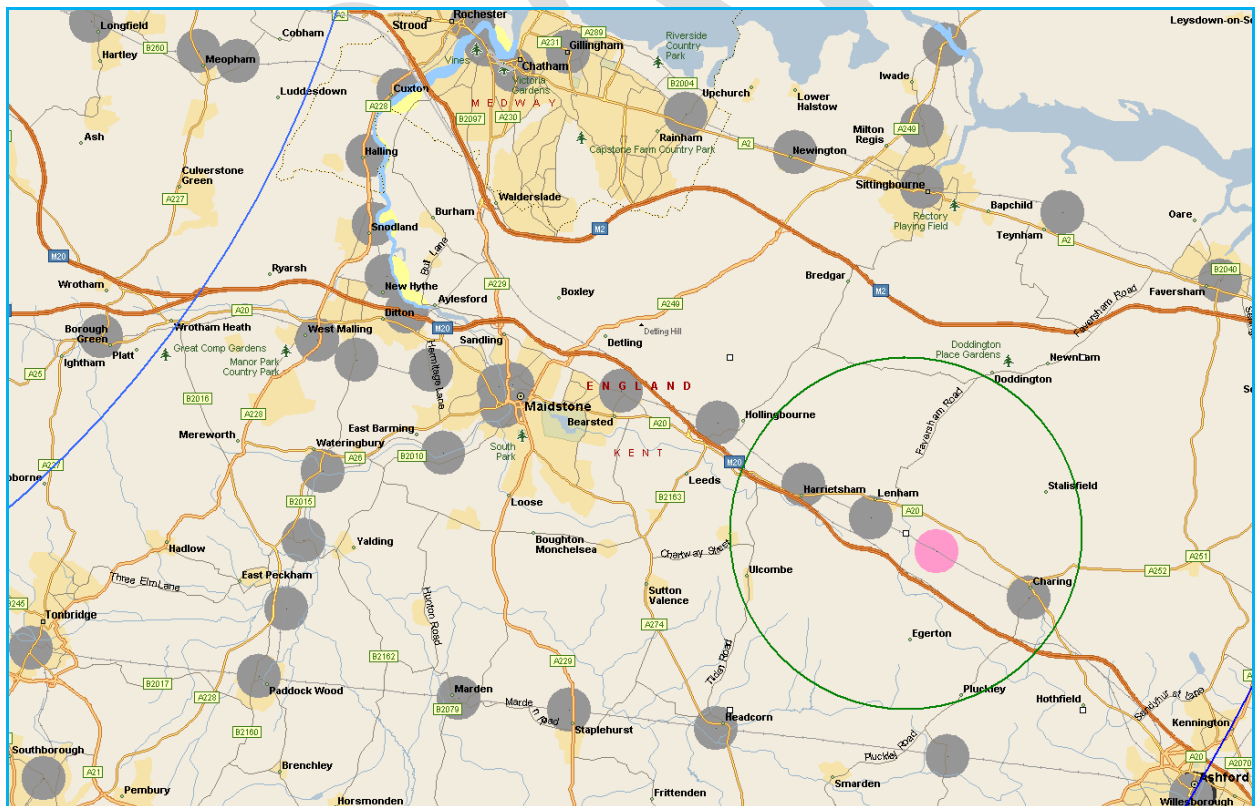 Longfield
Cobham
A2
Rochester
Strood
Leysdown-on-Se
B260
Hartley
A289
A231
Gillingham
Riverside
Country
Park
Meopham
Vines
Chatham
Iwade
Victoria
Gardens
B2004
Upchurch
Lower
Halstow
Cuxton
Luddesdown
A228
MEDWAY
B2097
A230
Milton
Regis
A249
Ash
Rainham
Capstone Farm Country Park
A2
Newington
Halling
Culverstone
Green
Sittingbourne
A2
A227
Walderslade
Rectory
Playing Field
Bapchild
Oare
Burham
Snodland
M2
Teynham
A2
Bull Lane
M20
Ryarsh
Bredgar
B2040
Wrotham
New Hythe
A229
Boxley
M2
Faversham
Aylesford
A249
Faversham Road
A20
Ditton
Borough
Green
Wrotham Heath
West Malling
M20
Detling Hill
Platt
Great Comp Gardens
Sandling
Detling
Ightham
Manor Park
Country Park
Doddington
Place Gardens
A25
Hermitage Lane
Doddington
ENGLAND
B2016
Maidstone
Faversham Road
A228
Hollingbourne
Bearsted
A20
Mereworth
East Barming
Wateringbury
South
Park
KENT
A26
B2010
M20
A227
Leeds
oborne
Harrietsham
Lenham
Stalisfield
B2015
Loose
B2163
A20
Hadlow
Yalding
Boughton
Monchelsea
Chartway Street
A251
Three Elm Lane
East Peckham
Ulcombe
A252
Charing
B245
Sutton
Valence
Tonbridge
Hunton Road
A274
Egerton
B2162
Tilden Road
A229
B2017
A228
Paddock Wood
Marden
Pluckley
Hothfield
B2079
Headcorn
Kennington
B2160
Staplehurst
Pluckley Road
Southborough
A20
A21
Brenchley
Smarden
A2070
Ashford
Pembury
Horsmonden
Frittenden
Willesborough